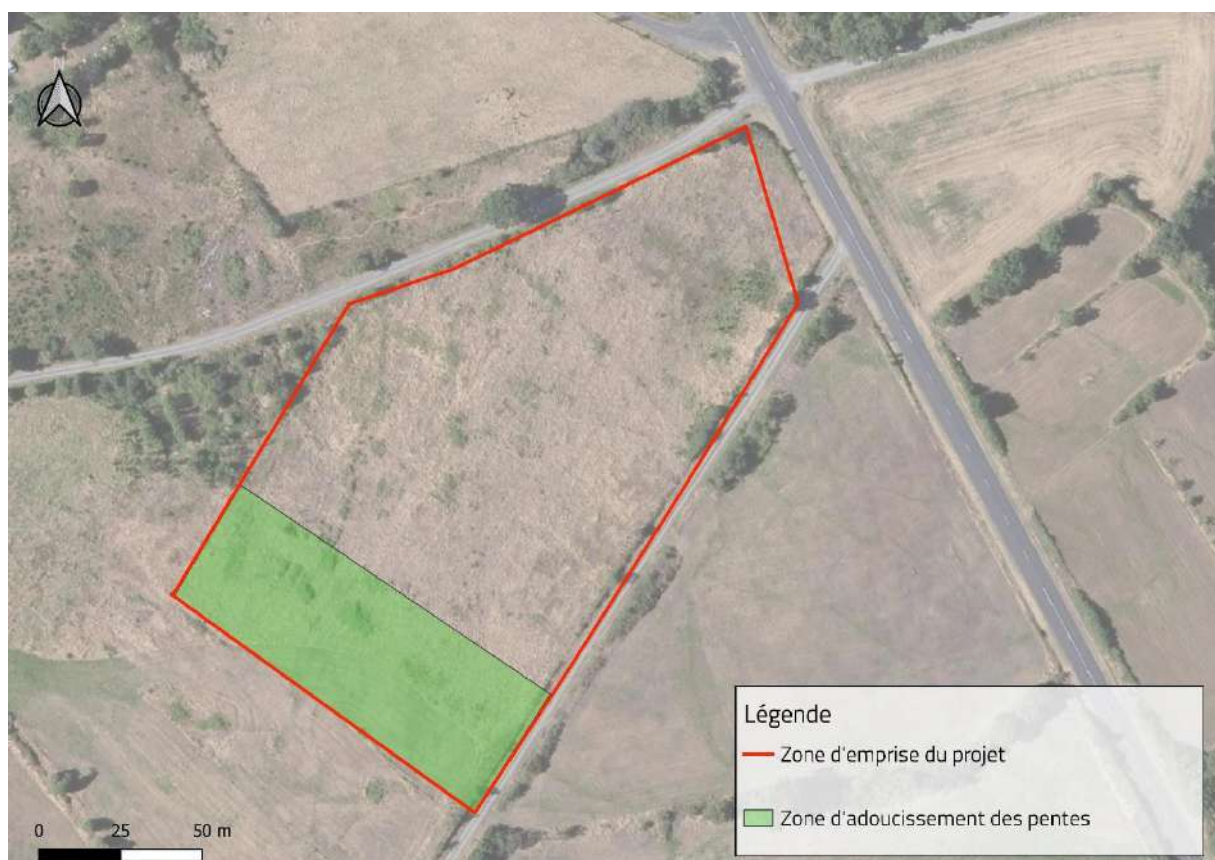 Légende
Zone d'emprise du projet
Zone d'adoucissement des pentes
0 25 50 m